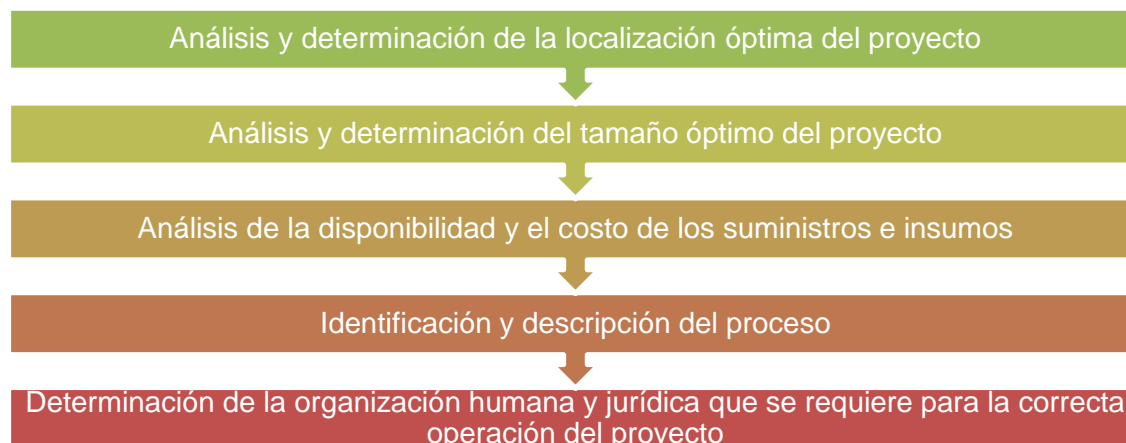 Análisis y determinación de la localización óptima del proyecto
Análisis y determinación del tamaño óptimo del proyecto
Análisis de la disponibilidad y el costo de los suministros e insumos
Identificación y descripción del proceso
Determinación de la organización humana y jurídica que se requiere para la correcta
operación del proyecto